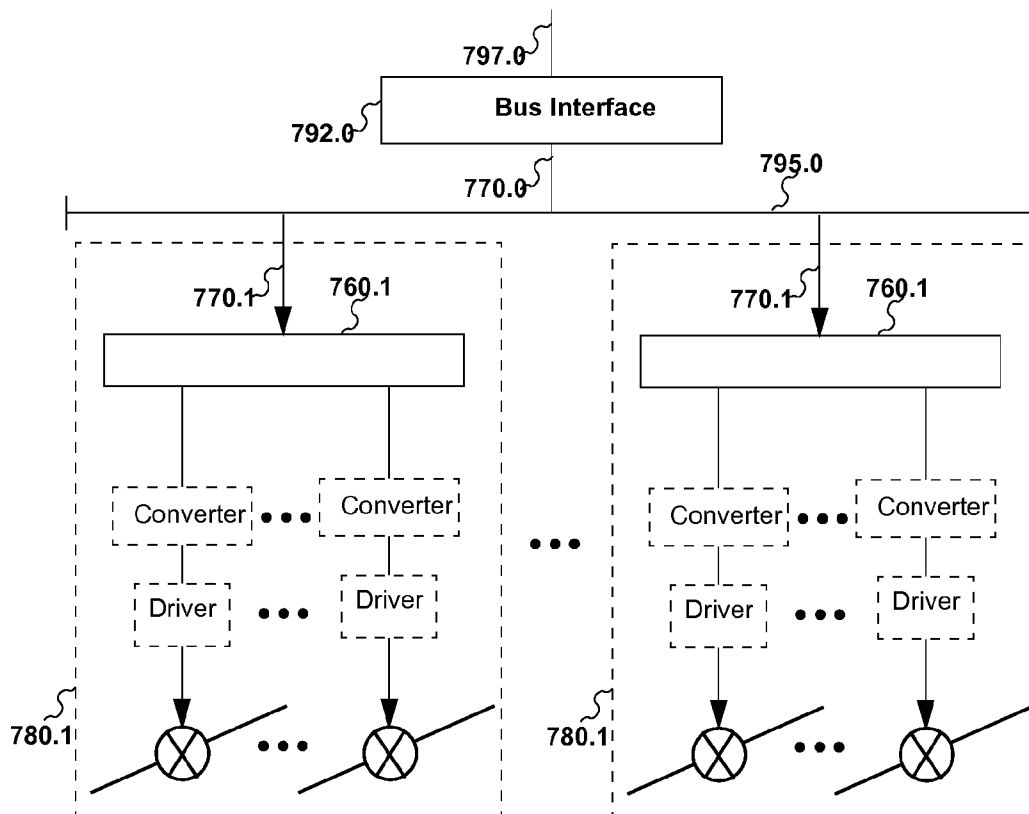 797.0
Bus Interface
792.0
770.0
795.0
770.1
760.1
770.1
760.1
Converter
Converter
Converter
Converter
Driver
Driver
Driver
Driver
780.1
780.1